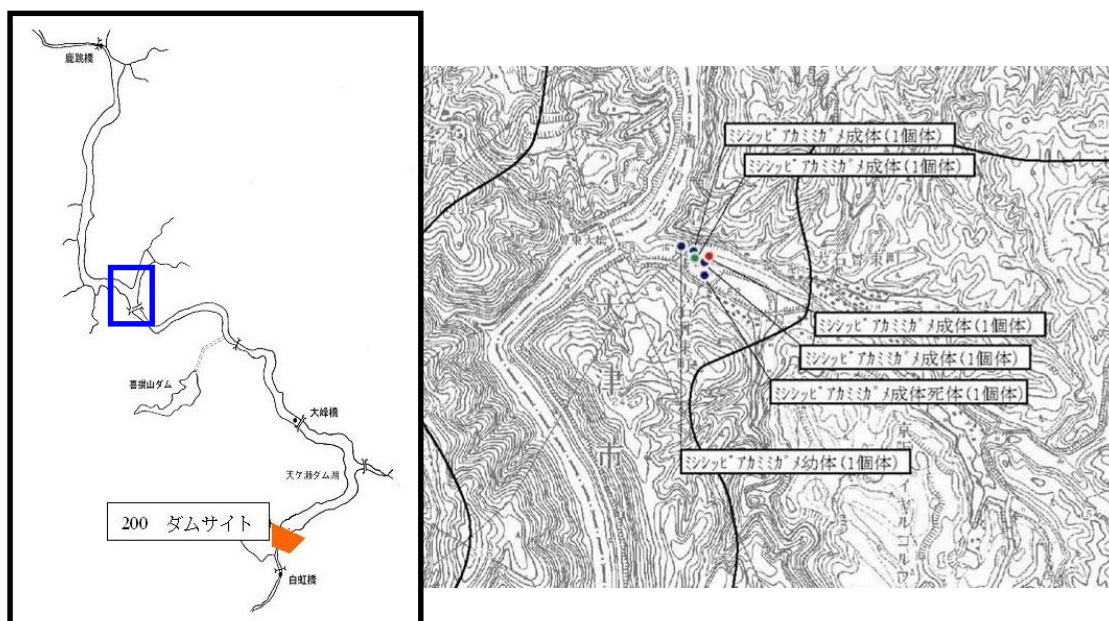 鹿跳橋
喜撰山ダム
大峰橋
天ケ瀬ダム湖
200 ダムサイト
白虹橋
ﾐｼｼｯﾋﾟｱｶﾐﾐｶﾞﾒ成体(1個体)
ﾐｼｼｯﾋﾟｱｶﾐﾐｶﾞﾒ成体(1個体)
大石曽束町
大津市
ﾐｼｼｯﾋﾟｱｶﾐﾐｶﾞﾒ成体(1個体)
ﾐｼｼｯﾋﾟｱｶﾐﾐｶﾞﾒ成体(1個体)
ﾐｼｼｯﾋﾟｱｶﾐﾐｶﾞﾒ成体死体(1個体)
ﾐｼｼｯﾋﾟｱｶﾐﾐｶﾞﾒ幼体(1個体)